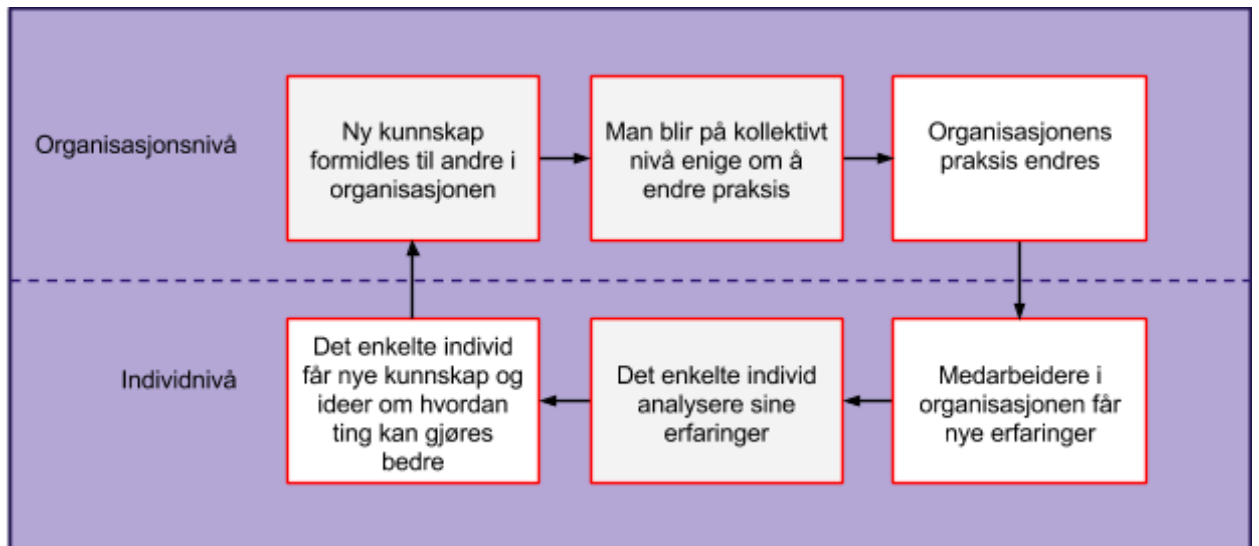 Organisasjonsnivå
Ny kunnskap
formidles til andre i
organisasjonen
Man blir på kollektivt
nivå enige om å
endre praksis
Organisasjonens
praksis endres
Individnivå
Det enkelte individ
får nye kunnskap og
ideer om hvordan
ting kan gjøres
bedre
Det enkelte individ
analysere sine
erfaringer
Medarbeidere i
organisasjonen får
nye erfaringer